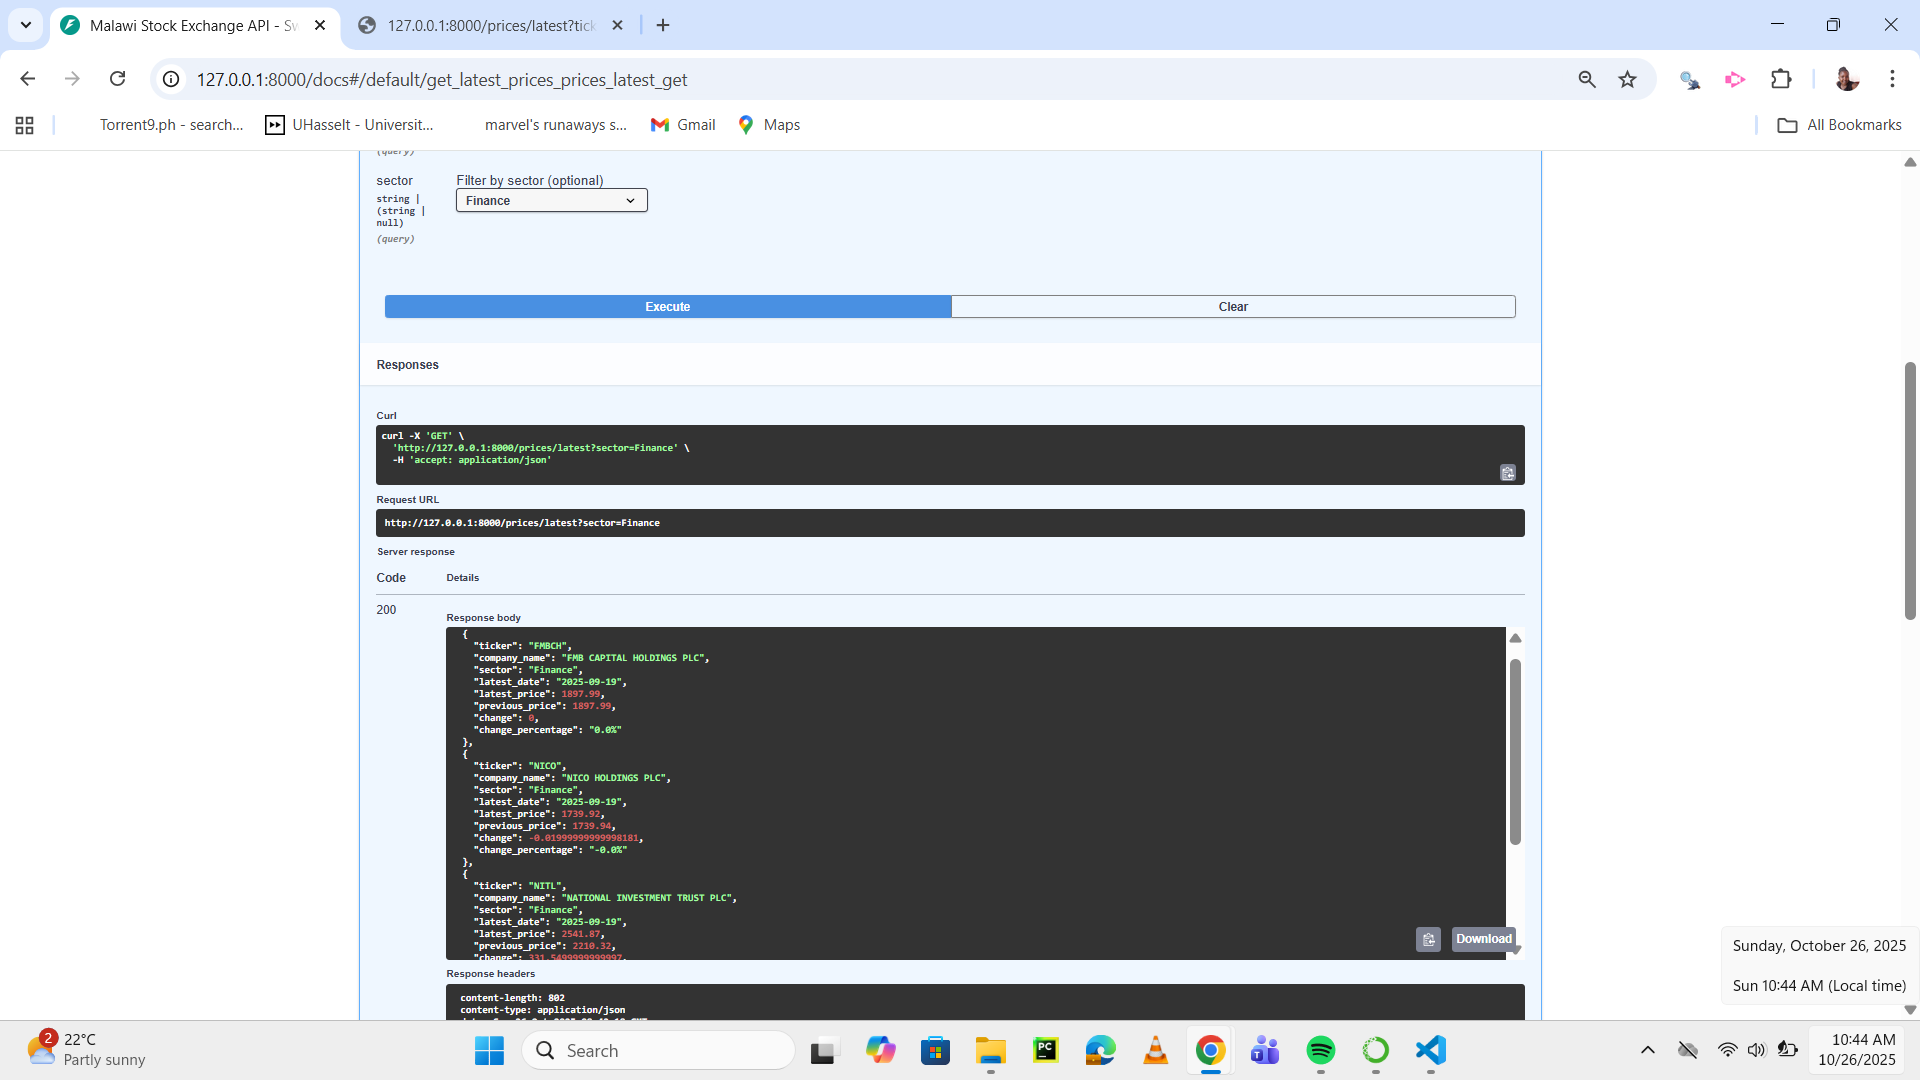 Malawi Stock Exchange API - Sw
127.0.0.1:8000/prices/latest?tick
127.0.0.1:8000/docs#/default/get_latest_prices_prices_latest_get
Torrent9.ph - search...
UHasselt - Universit...
marvel's runaways s...
Gmail
Maps
All Bookmarks
(query)
sector
Filter by sector (optional)
string |
(string |
null)
(query)
Finance
Execute
Clear
Responses
Curl
curl -X 'GET' \
'http://127.0.0.1:8000/prices/latest?sector=Finance' \
-H 'accept: application/json'
Request URL
http://127.0.0.1:8000/prices/latest?sector=Finance
Server response
Code
Details
200
Response body
{
"ticker": "FMBCH",
"company_name": "FMB CAPITAL HOLDINGS PLC",
"sector": "Finance",
"latest_date": "2025-09-19",
"latest_price": 1897.99,
"previous_price": 1897.99,
"change": 0,
"change_percentage": "0.0%"
},
{
"ticker": "NICO",
"company_name": "NICO HOLDINGS PLC",
"sector": "Finance",
"latest_date": "2025-09-19",
"latest_price": 1739.92,
"previous_price": 1739.94,
"change": -0.01999999999998181,
"change_percentage": "-0.0%"
},
{
"ticker": "NITL",
"company_name": "NATIONAL INVESTMENT TRUST PLC",
"sector": "Finance",
"latest_date": "2025-09-19",
"latest_price": 2541.87,
"previous_price": 2210.32,
"change": 331.5499999999997,
Download
Response headers
content-length: 802
content-type: application/json
Sunday, October 26, 2025
Sun 10:44 AM (Local time)
2
22°C
Partly sunny
Search
10:44 AM
10/26/2025